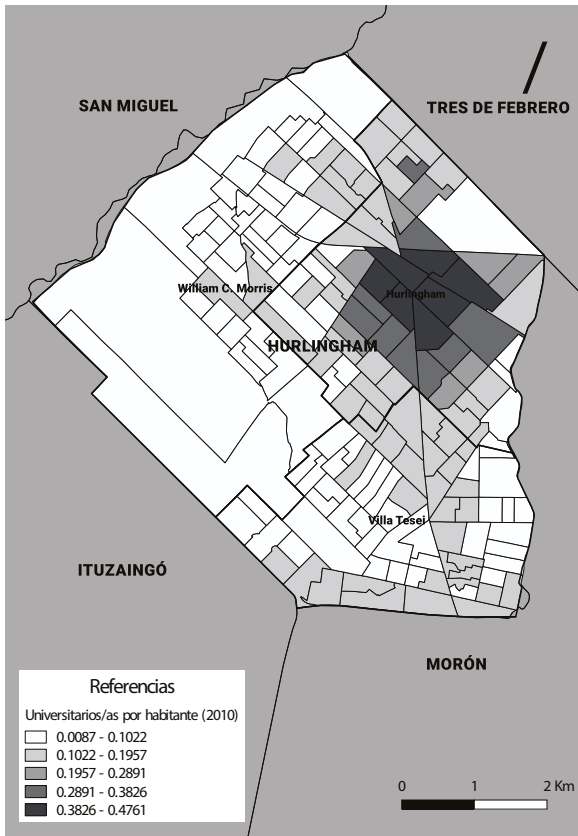 SAN MIGUEL
TRES DE FEBRERO
William C. Morris
Hurlingham
HURLINGHAM
Villa Tesei
ITUZAINGÓ
MORÓN
Referencias
Universitarios/as por habitante (2010)
0.0087 - 0.1022
0.1022 - 0.1957
0.1957 - 0.2891
0.2891 - 0.3826
0.3826 - 0.4761
0 1 2 Km